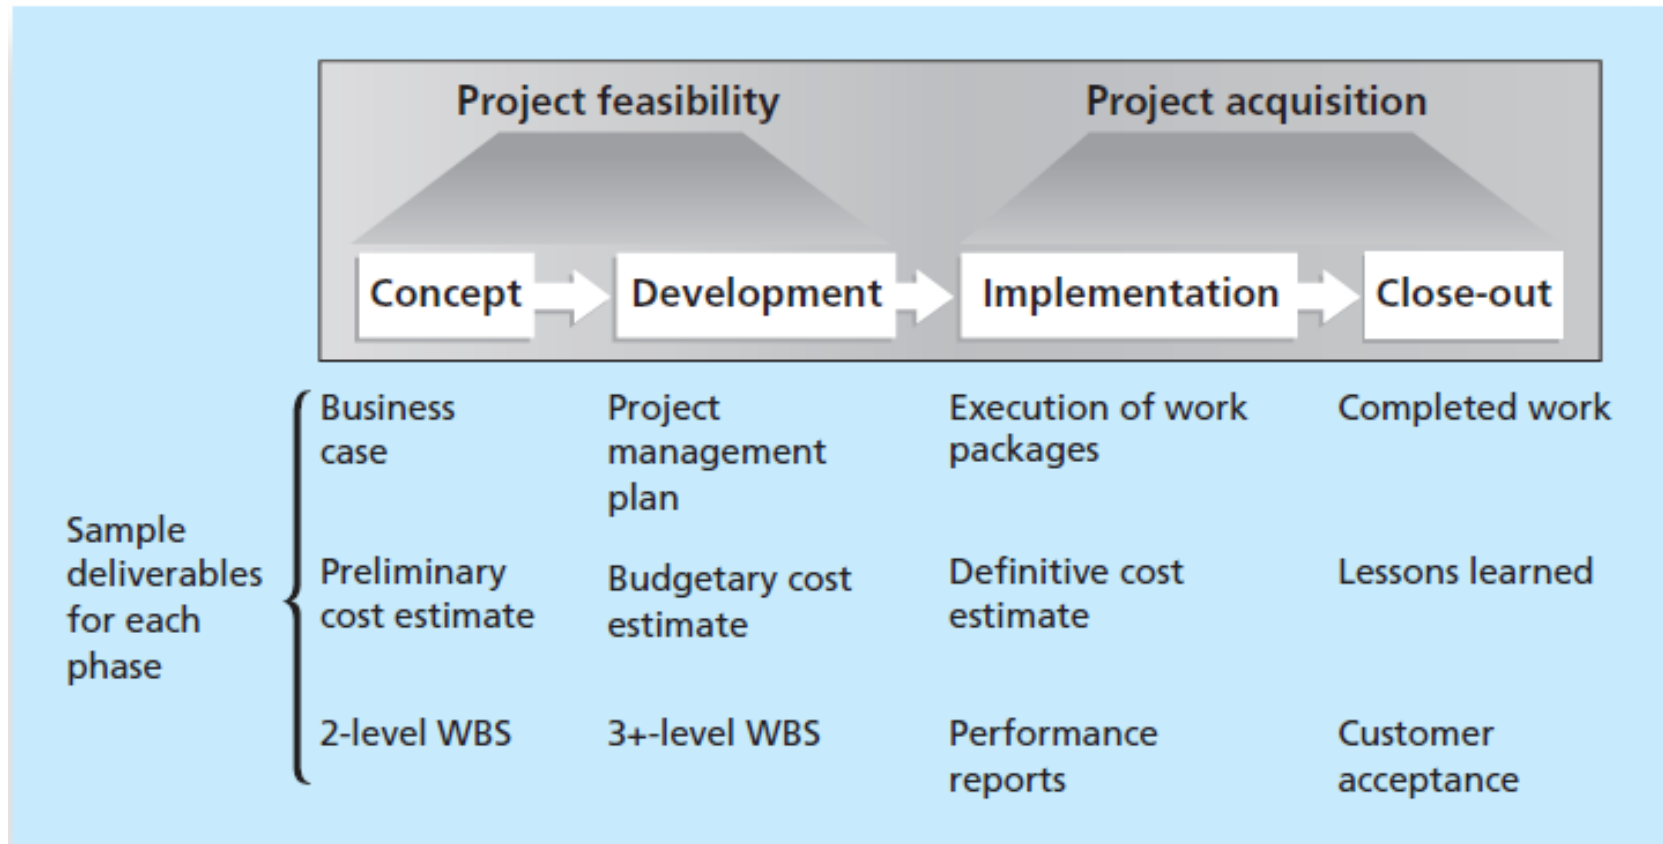 Project feasibility
Project acquisition
Concept
Development
Implementation
Close-out
Sample
deliverables
for each
phase
Business
case
Project
management
plan
Execution of work
packages
Completed work
Preliminary
cost estimate
Budgetary cost
estimate
Definitive cost
estimate
Lessons learned
2-level WBS
3+-level WBS
Performance
reports
Customer
acceptance